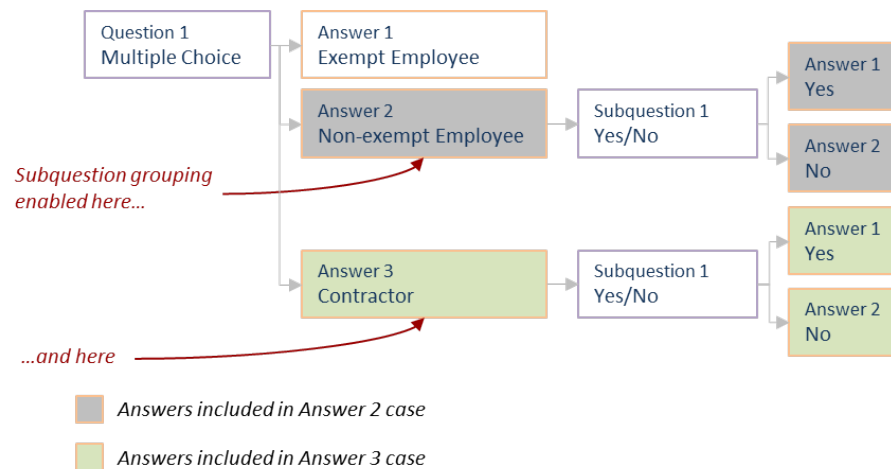 Question 1
Multiple Choice
Answer 1
Exempt Employee
Answer 2
Non-exempt Employee
Subquestion 1
Yes/No
Answer 1
Yes
Answer 2
No
Subquestion grouping
enabled here...
Answer 3
Contractor
Subquestion 1
Yes/No
Answer 1
Yes
Answer 2
No
...and here
Answers included in Answer 2 case
Answers included in Answer 3 case